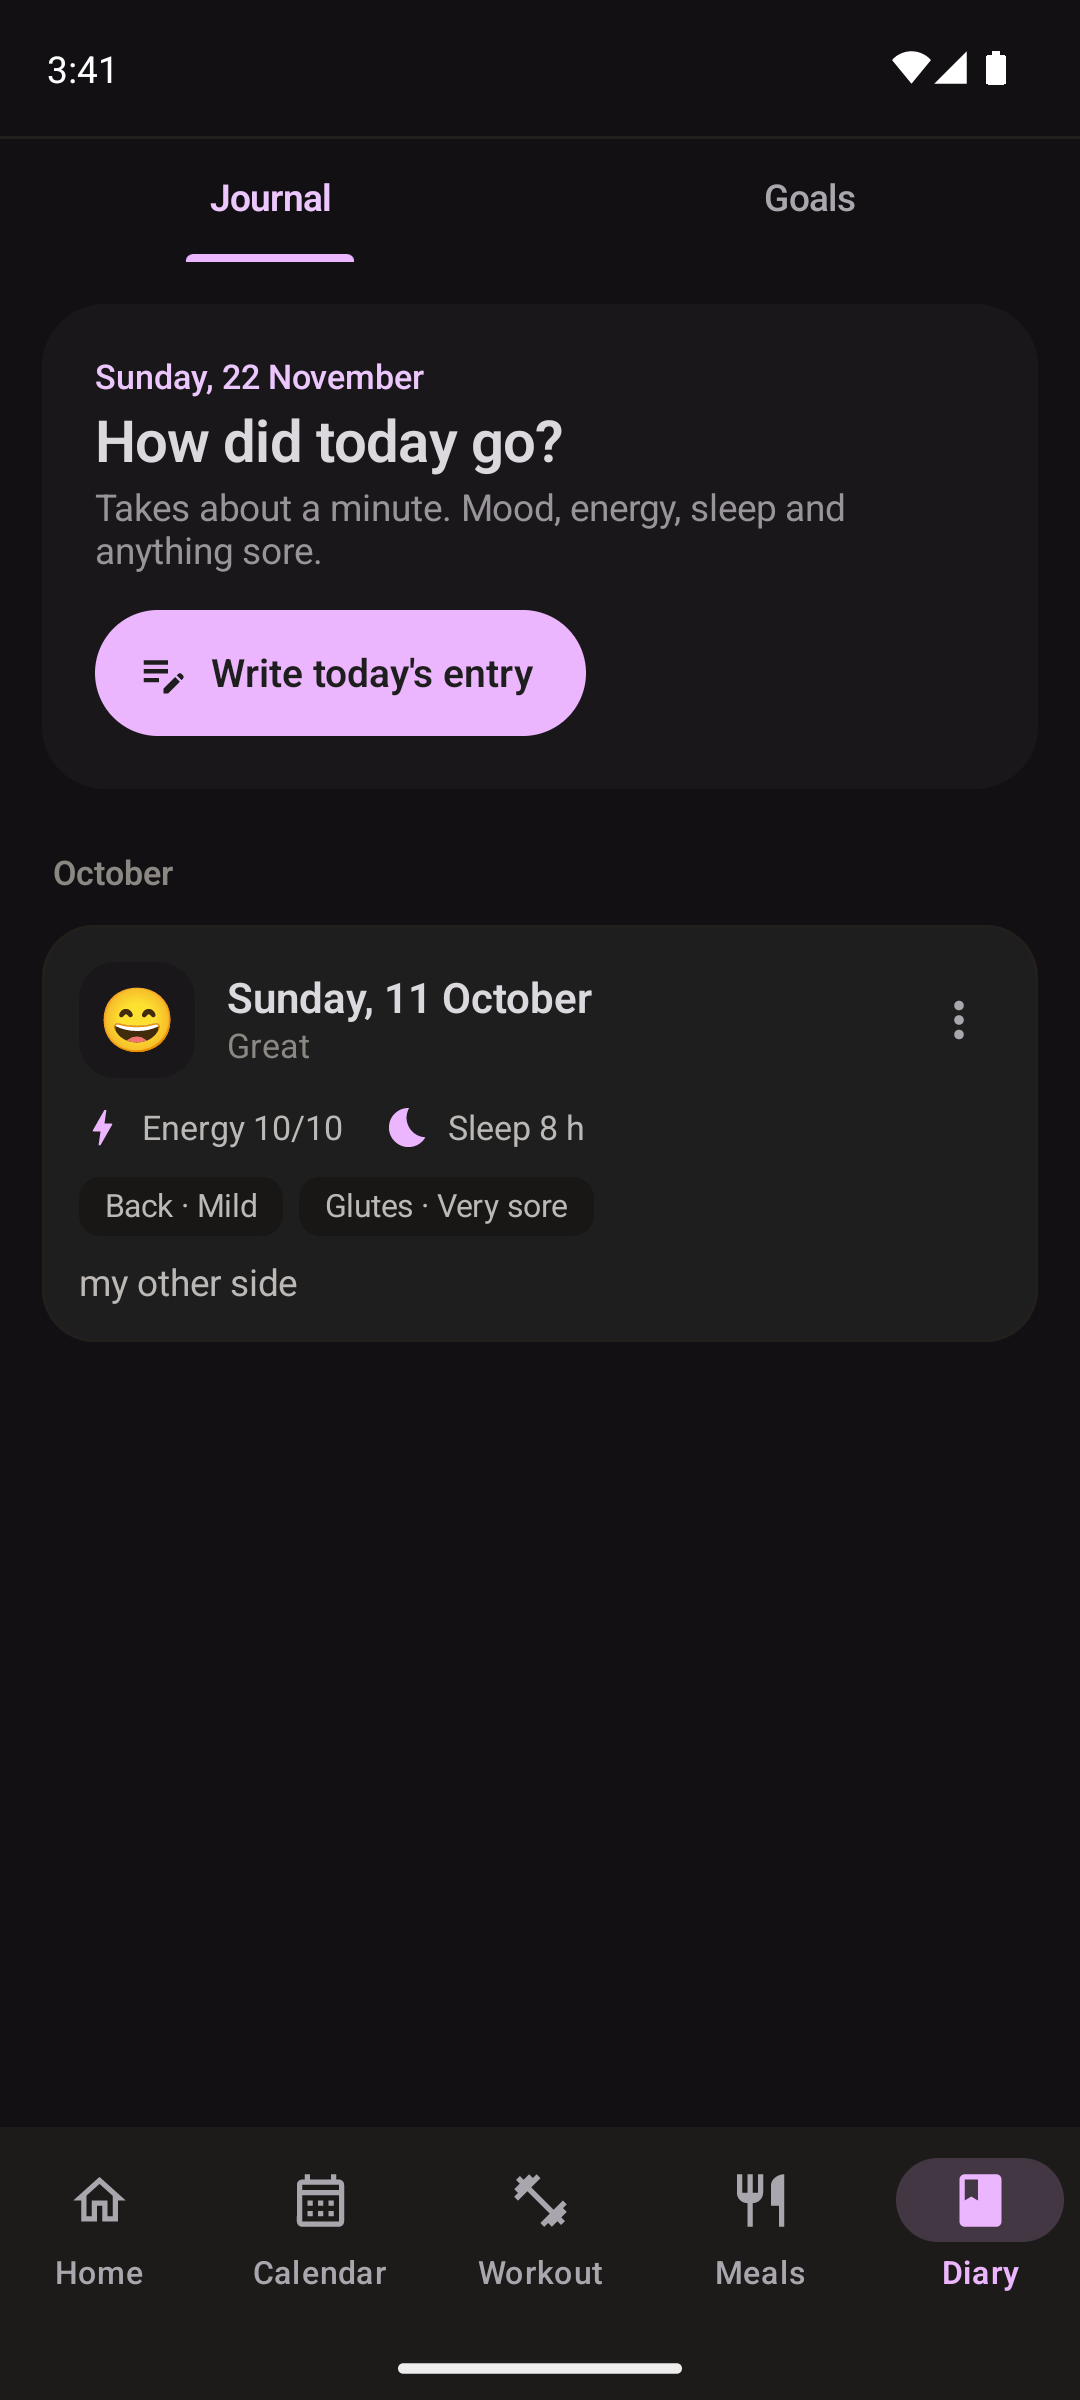 3:41
Journal
Goals
Sunday, 22 November
How did today go?
Takes about a minute. Mood, energy, sleep and
anything sore.
Write today's entry
October
Sunday, 11 October
Great
Energy 10/10
Sleep 8 h
Back · Mild
Glutes · Very sore
my other side
Home
Calendar
Workout
Meals
Diary